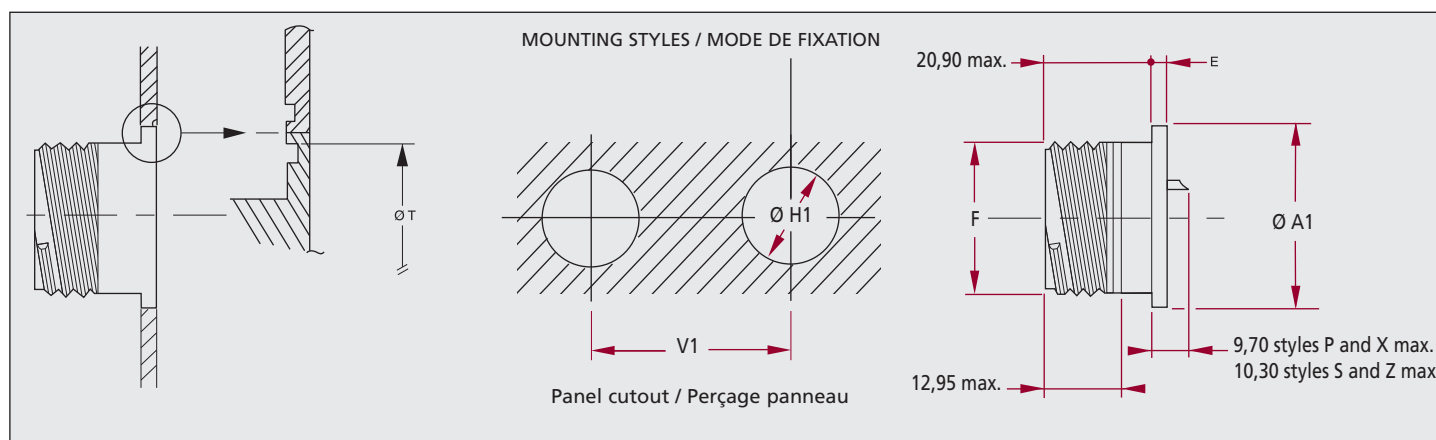 MOUNTING STYLES / MODE DE FIXATION
20,90 max.
E
Ø T
Ø H1
F
Ø A1
V1
9,70 styles P and X max.
10,30 styles S and Z max
12,95 max.
Panel cutout / Perçage panneau